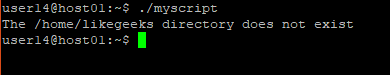 user14@host01:~$ ./myscript
The /home/likegeeks directory does not exist
user14@host01:~$